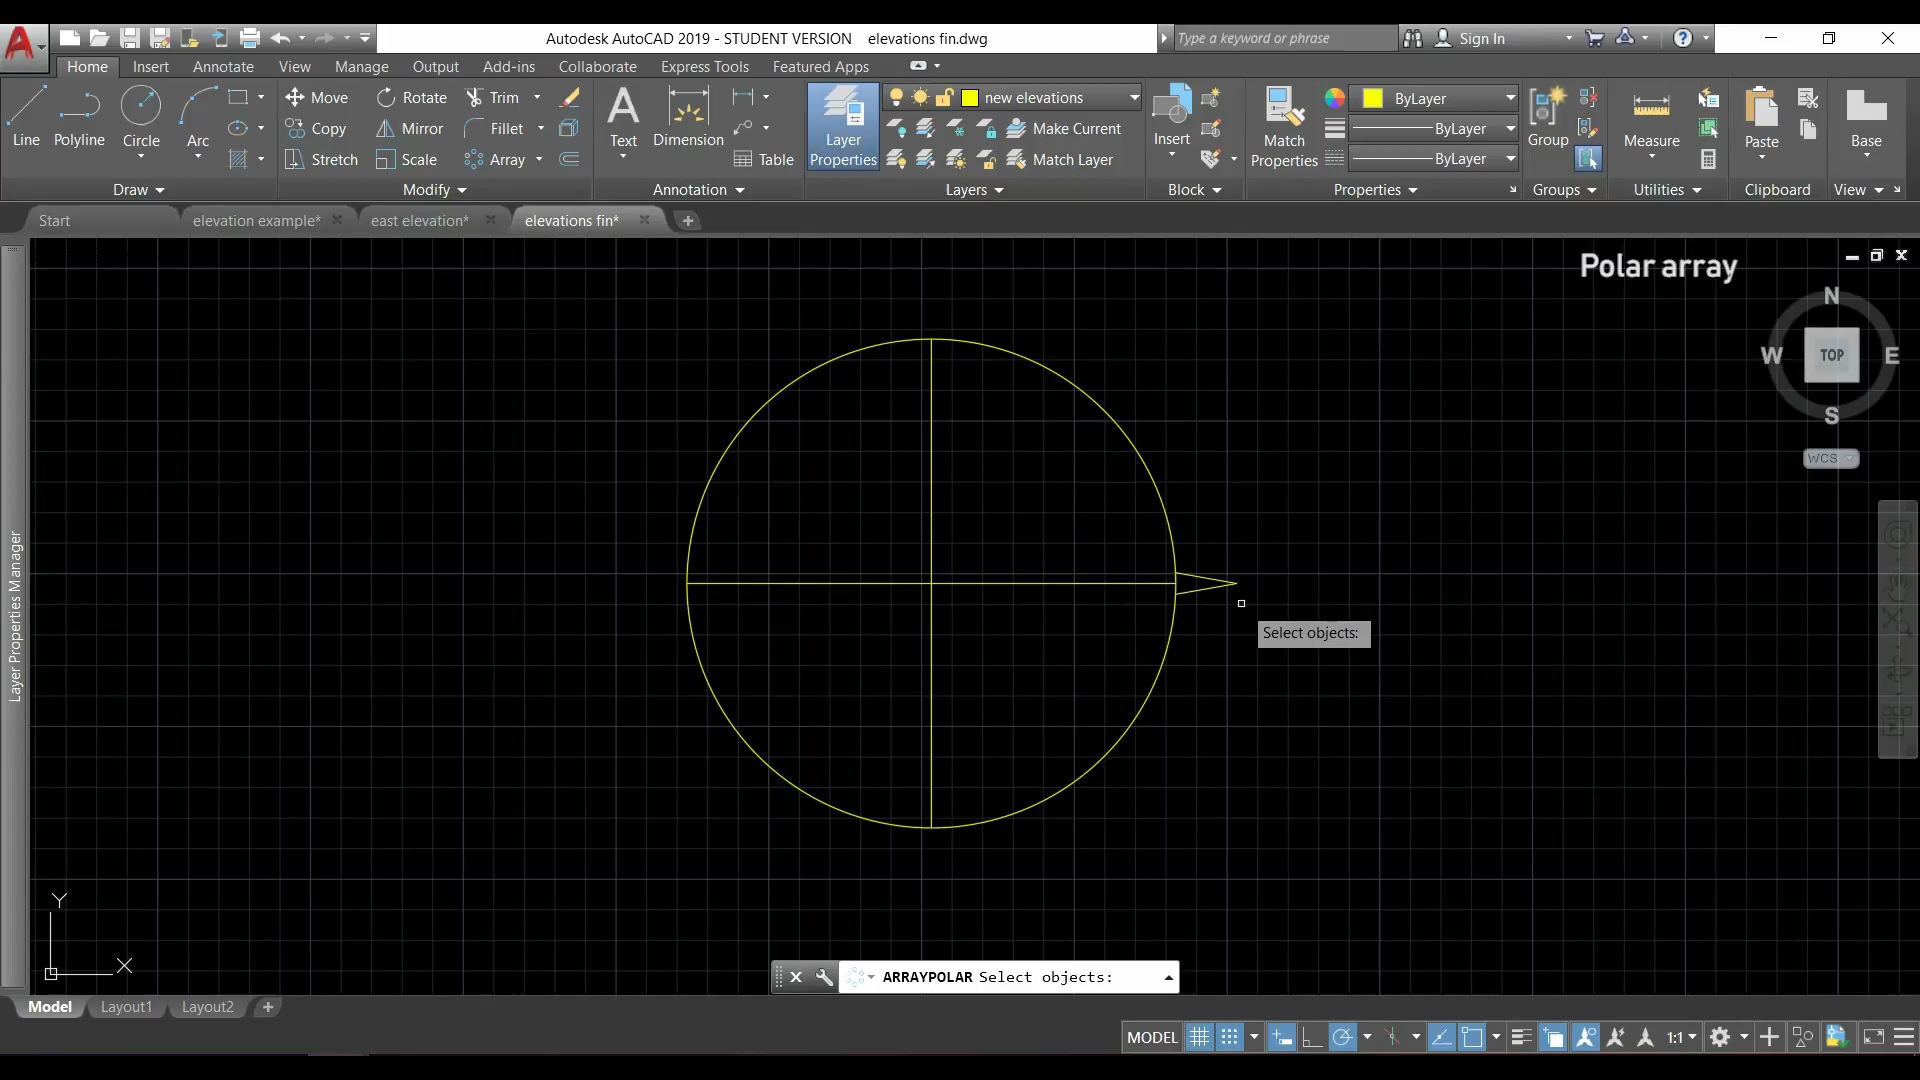 Autodesk AutoCAD 2019 - STUDENT VERSION elevations fin.dwg
Type a keyword or phrase
Sign In
Home Insert Annotate View Manage Output Add-ins Collaborate Express Tools Featured Apps
Line Polyline Circle Arc
Move Rotate Trim
Copy Mirror Fillet
Stretch Scale Array
Text Dimension Table
Layer Properties
new elevations
Make Current
Match Layer
Insert
Match Properties
ByLayer
ByLayer
ByLayer
Group
Measure
Paste
Base
Draw Modify Annotation Layers Block Properties Groups Utilities Clipboard View
Start elevation example* east elevation* elevations fin*
Polar array
N
W TOP E
S
WCS
Layer Properties Manager
Select objects:
Y
X
ARRAYPOLAR Select objects:
Model Layout1 Layout2
MODEL 1:1